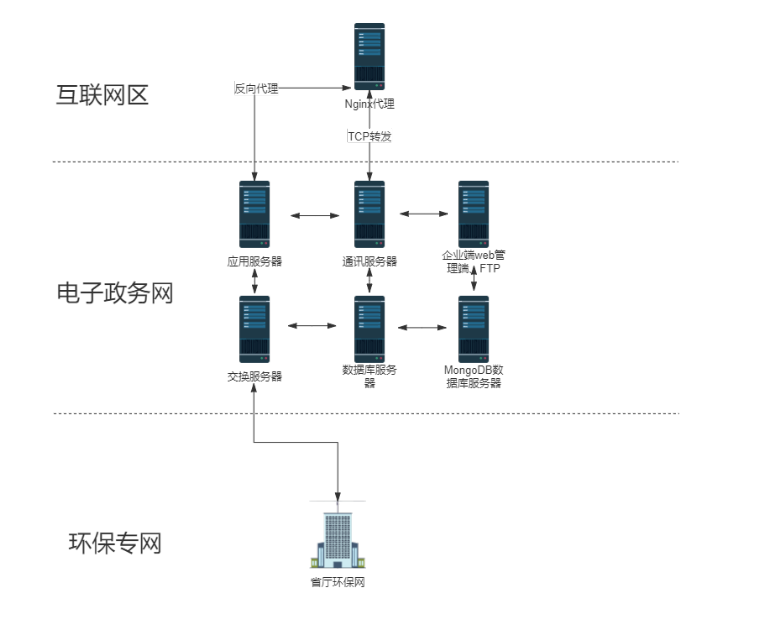 互联网区
反向代理
Nginx代理
TCP转发
应用服务器
通讯服务器
企业端web管
理端、FTP
电子政务网
交换服务器
数据库服务
器
MongoDB数
据库服务器
环保专网
省厅环保网